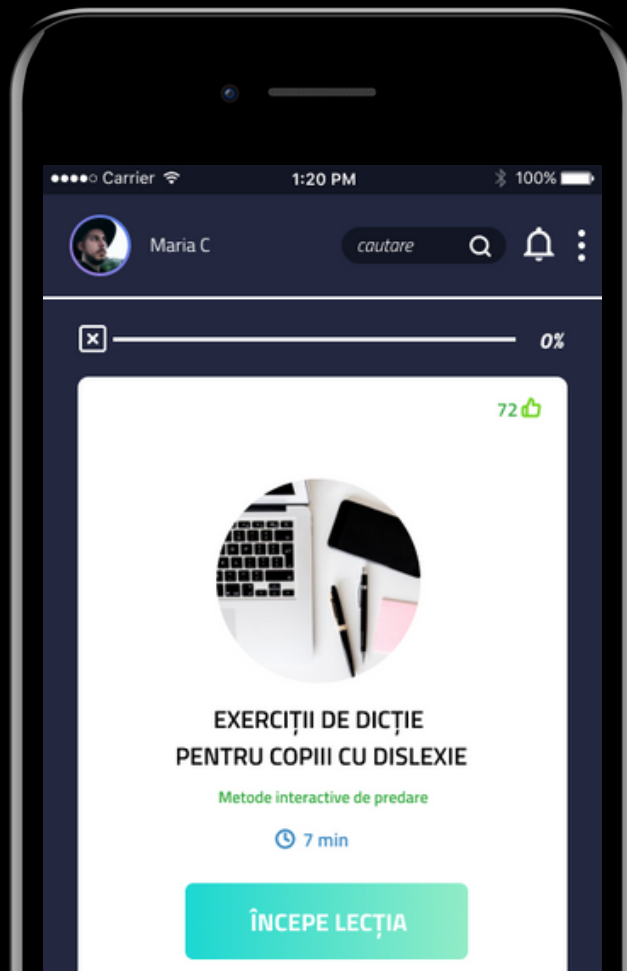 Carrier 1:20 PM 100%
Maria C cautare
0%
72
EXERCIȚII DE DICȚIE
PENTRU COPIII CU DISLEXIE
Metode interactive de predare
7 min
ÎNCEPE LECȚIA